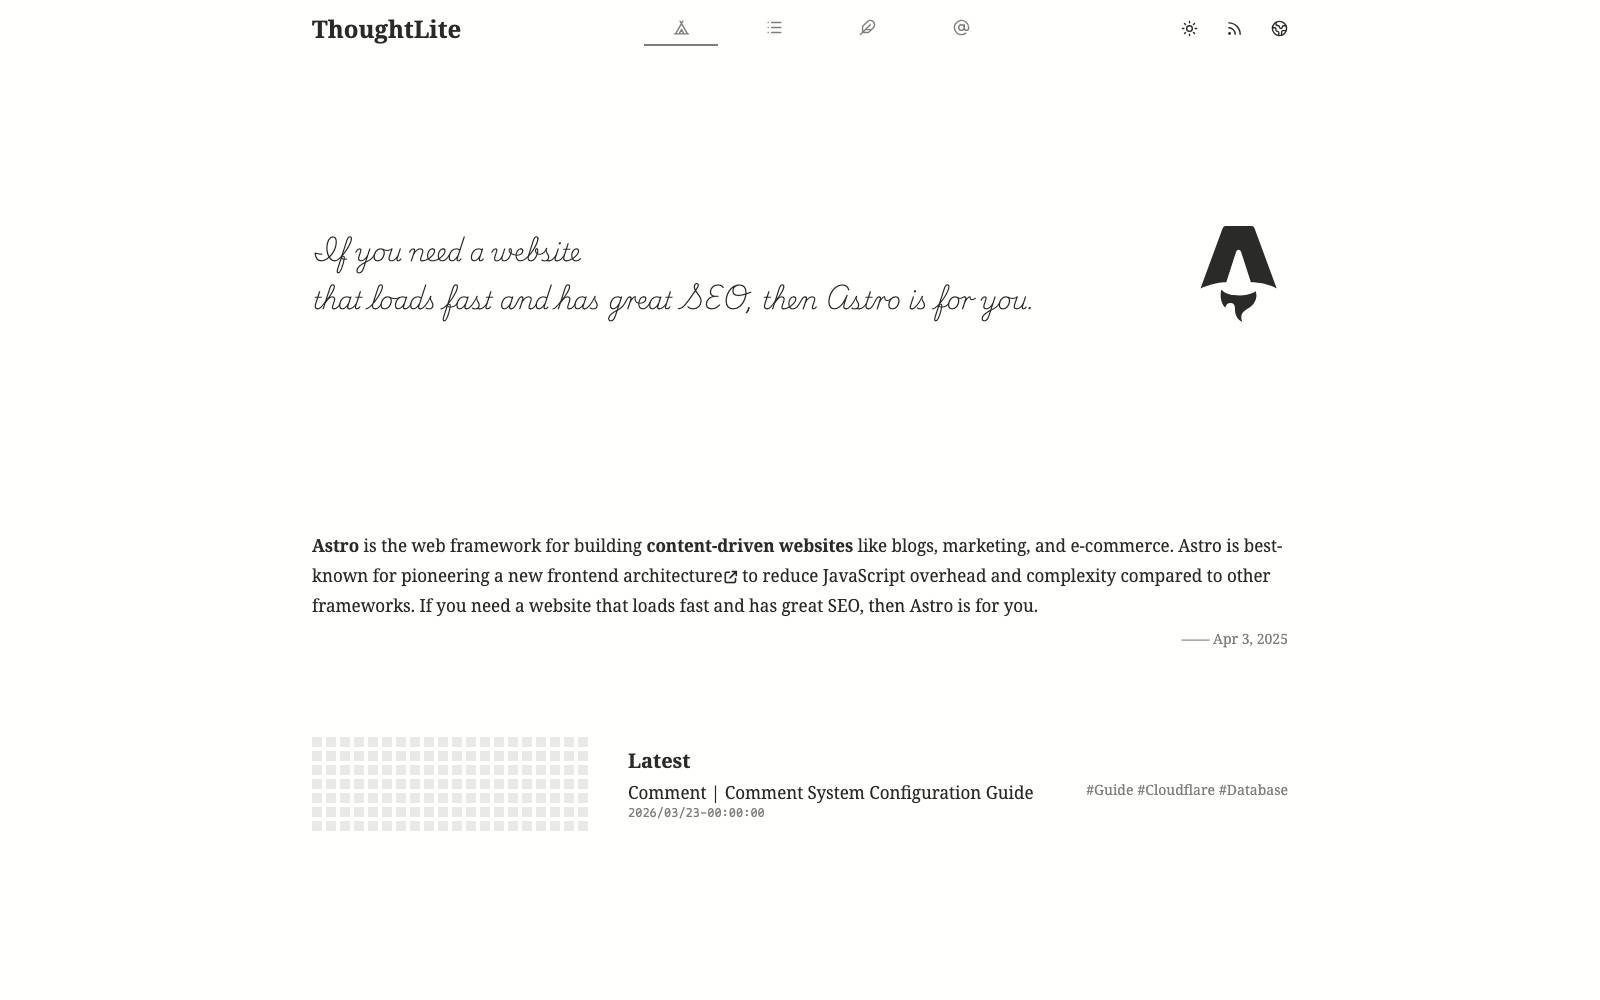 ThoughtLite
If you need a website
that loads fast and has great SEO, then Astro is for you.
Astro is the web framework for building content-driven websites like blogs, marketing, and e-commerce. Astro is best-
known for pioneering a new frontend architecture to reduce JavaScript overhead and complexity compared to other
frameworks. If you need a website that loads fast and has great SEO, then Astro is for you.
—— Apr 3, 2025
Latest
Comment | Comment System Configuration Guide
#Guide #Cloudflare #Database
2026/03/23-00:00:00